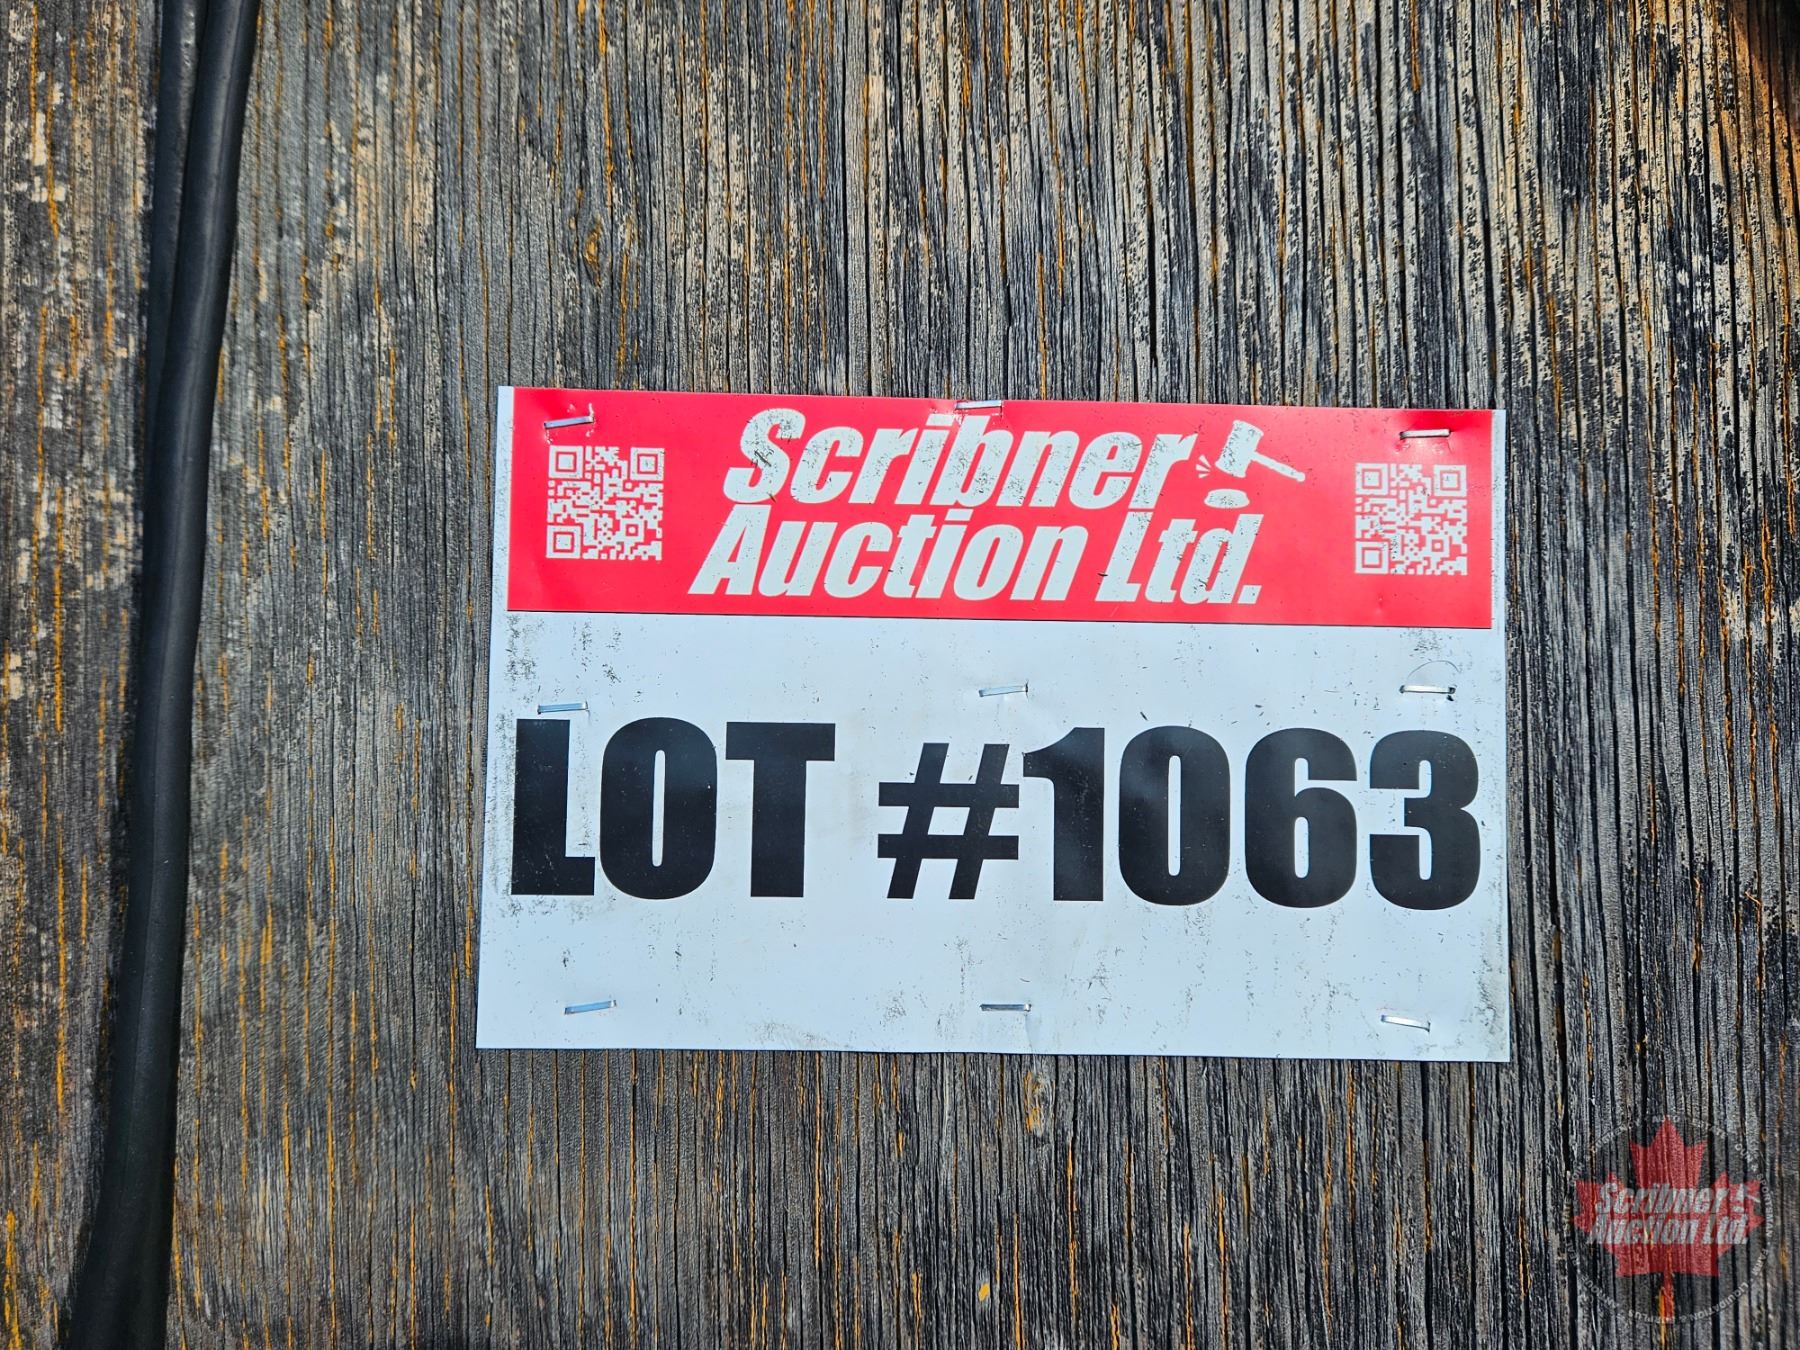 Scribner
Auction Ltd.
LOT #1063
Scribner
Auction Ltd.